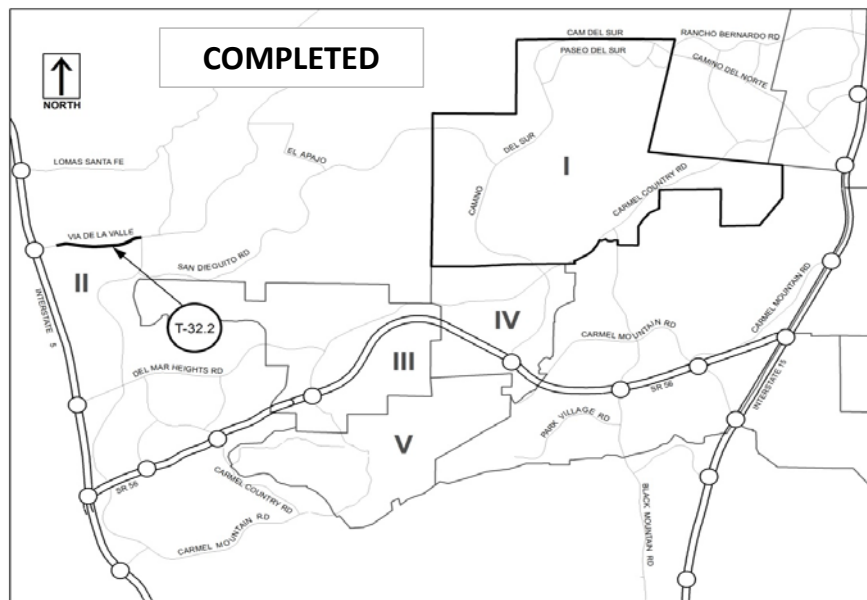 COMPLETED
NORTH
CAM DEL SUR
RANCHO BERNARDO RD
PASEO DEL SUR
CAMINO DEL NORTE
EL APAJO
DEL SUR
LOMAS SANTA FE
I
CARMEL COUNTRY RD
CAMINO
VIA DE LA VALLE
SAN DIEGUITO RD
II
CARMEL MOUNTAIN RD
INTERSTATE 5
T-32.2
IV
CARMEL MOUNTAIN RD
III
DEL MAR HEIGHTS RD
SR 56
INTERSTATE 15
PARK VILLAGE RD
V
SR 56
CARMEL COUNTRY RD
BLACK MOUNTAIN RD
CARMEL MOUNTAIN RD